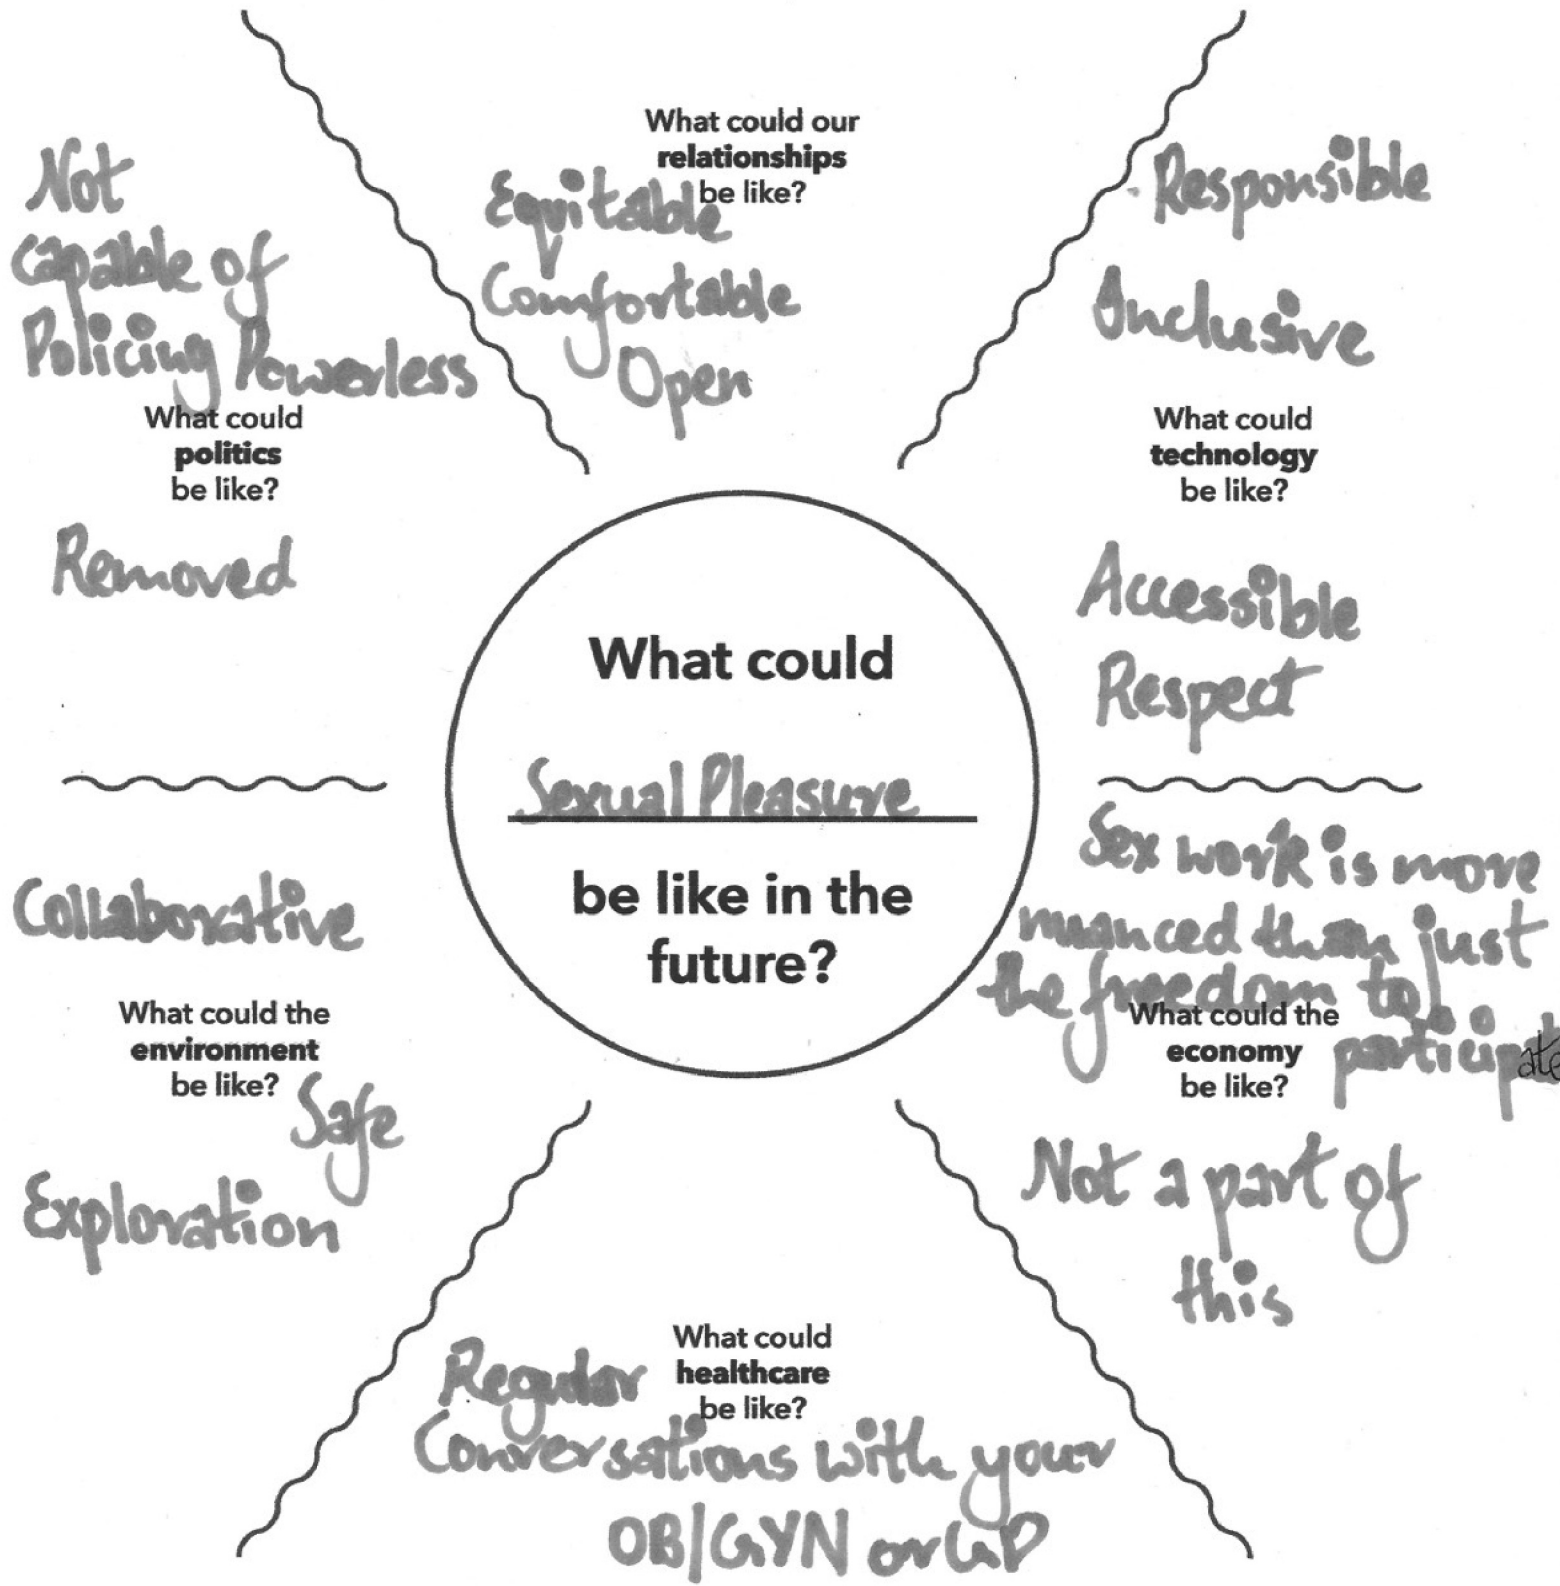 What could our
relationships
be like?
Equitable
Comfortable
Open
Responsible
Inclusive
What could
technology
be like?
Accessible
Respect
Sex work is more
nuanced than just
the freedom to
participate
What could the
economy
be like?
Not a part of
this
What could
healthcare
be like?
Regular
Conversations with your
OB/GYN or GP
Collaborative
What could the
environment
be like?
Safe
Exploration
Not
capable of
Policing Powerless
What could
politics
be like?
Removed
What could
Sexual Pleasure
be like in the
future?